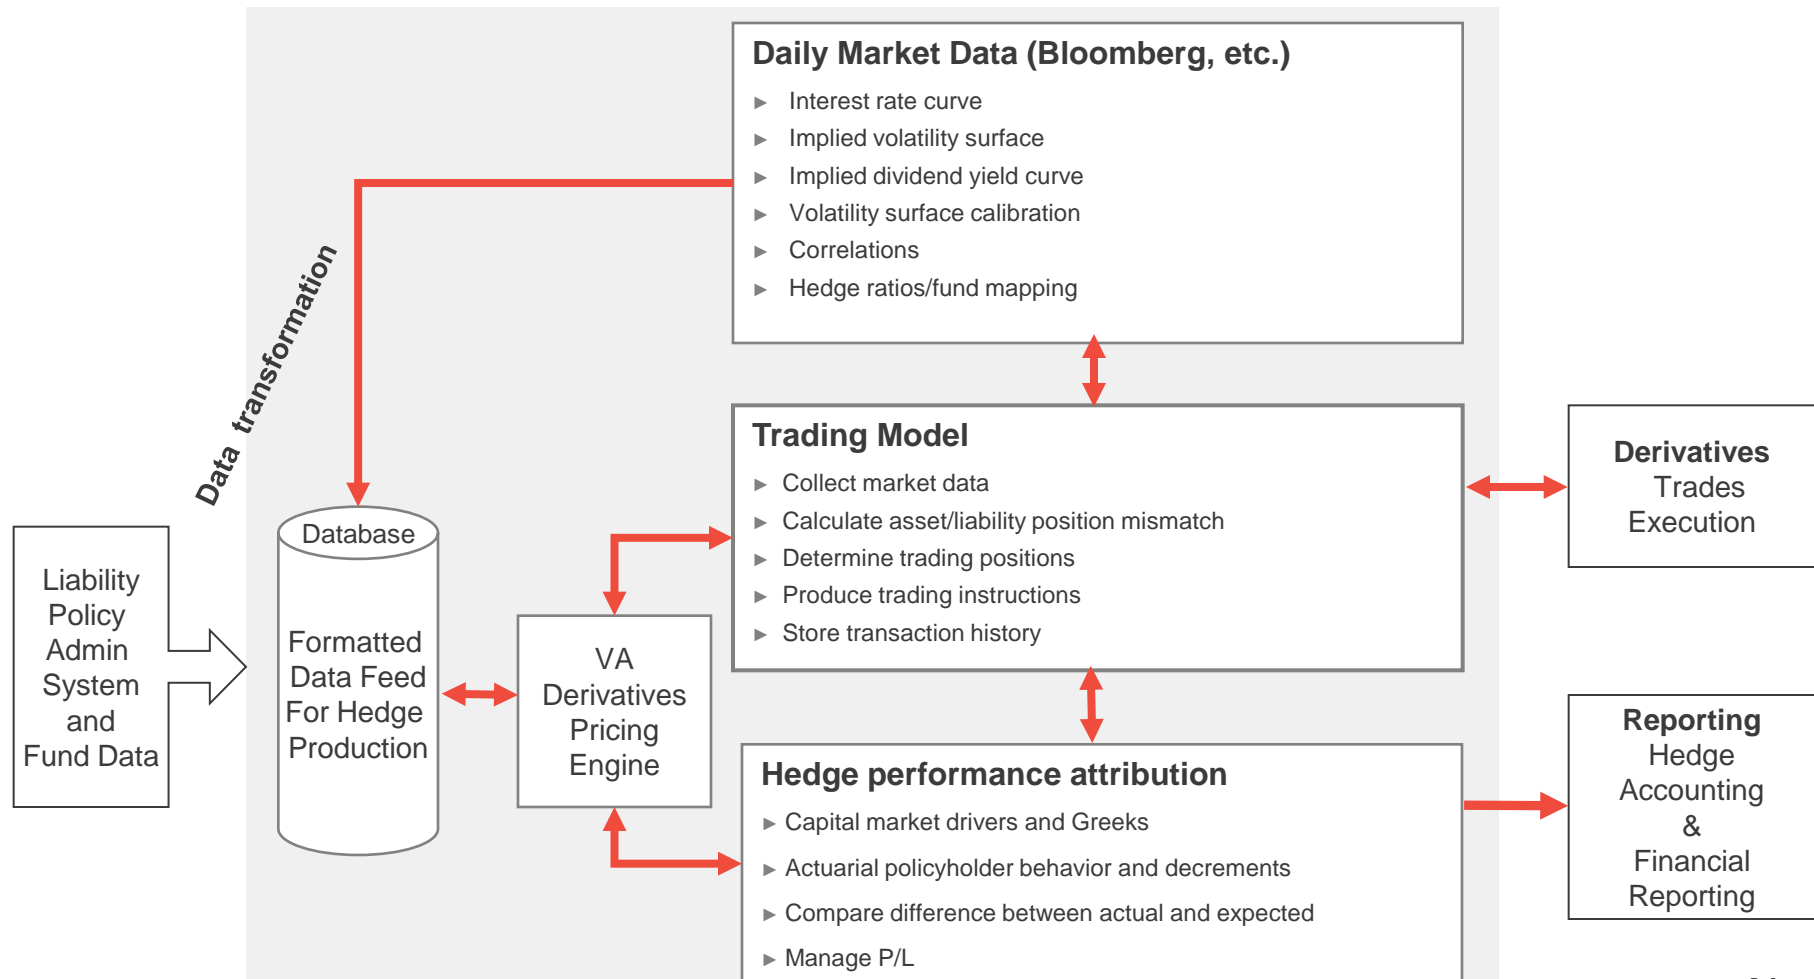 Daily Market Data (Bloomberg, etc.)
► Interest rate curve
► Implied volatility surface
► Implied dividend yield curve
► Volatility surface calibration
► Correlations
► Hedge ratios/fund mapping
Data transformation
Trading Model
► Collect market data
► Calculate asset/liability position mismatch
► Determine trading positions
► Produce trading instructions
► Store transaction history
Derivatives
Trades
Execution
Liability
Policy
Admin
System
and
Fund Data
Database
Formatted
Data Feed
For Hedge
Production
VA
Derivatives
Pricing
Engine
Hedge performance attribution
► Capital market drivers and Greeks
► Actuarial policyholder behavior and decrements
► Compare difference between actual and expected
► Manage P/L
Reporting
Hedge
Accounting
&
Financial
Reporting